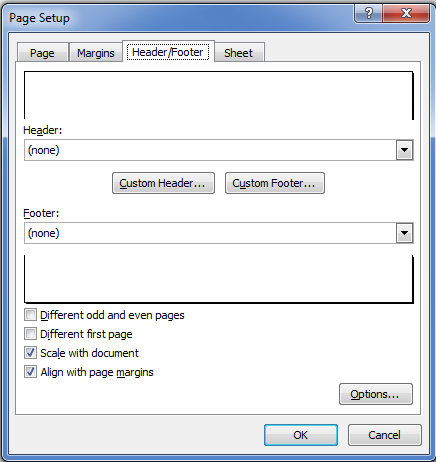 Page Setup
Page Margins Header/Footer Sheet
Header:
(none)
Custom Header... Custom Footer...
Footer:
(none)
Different odd and even pages
Different first page
Scale with document
Align with page margins
Options...
OK Cancel